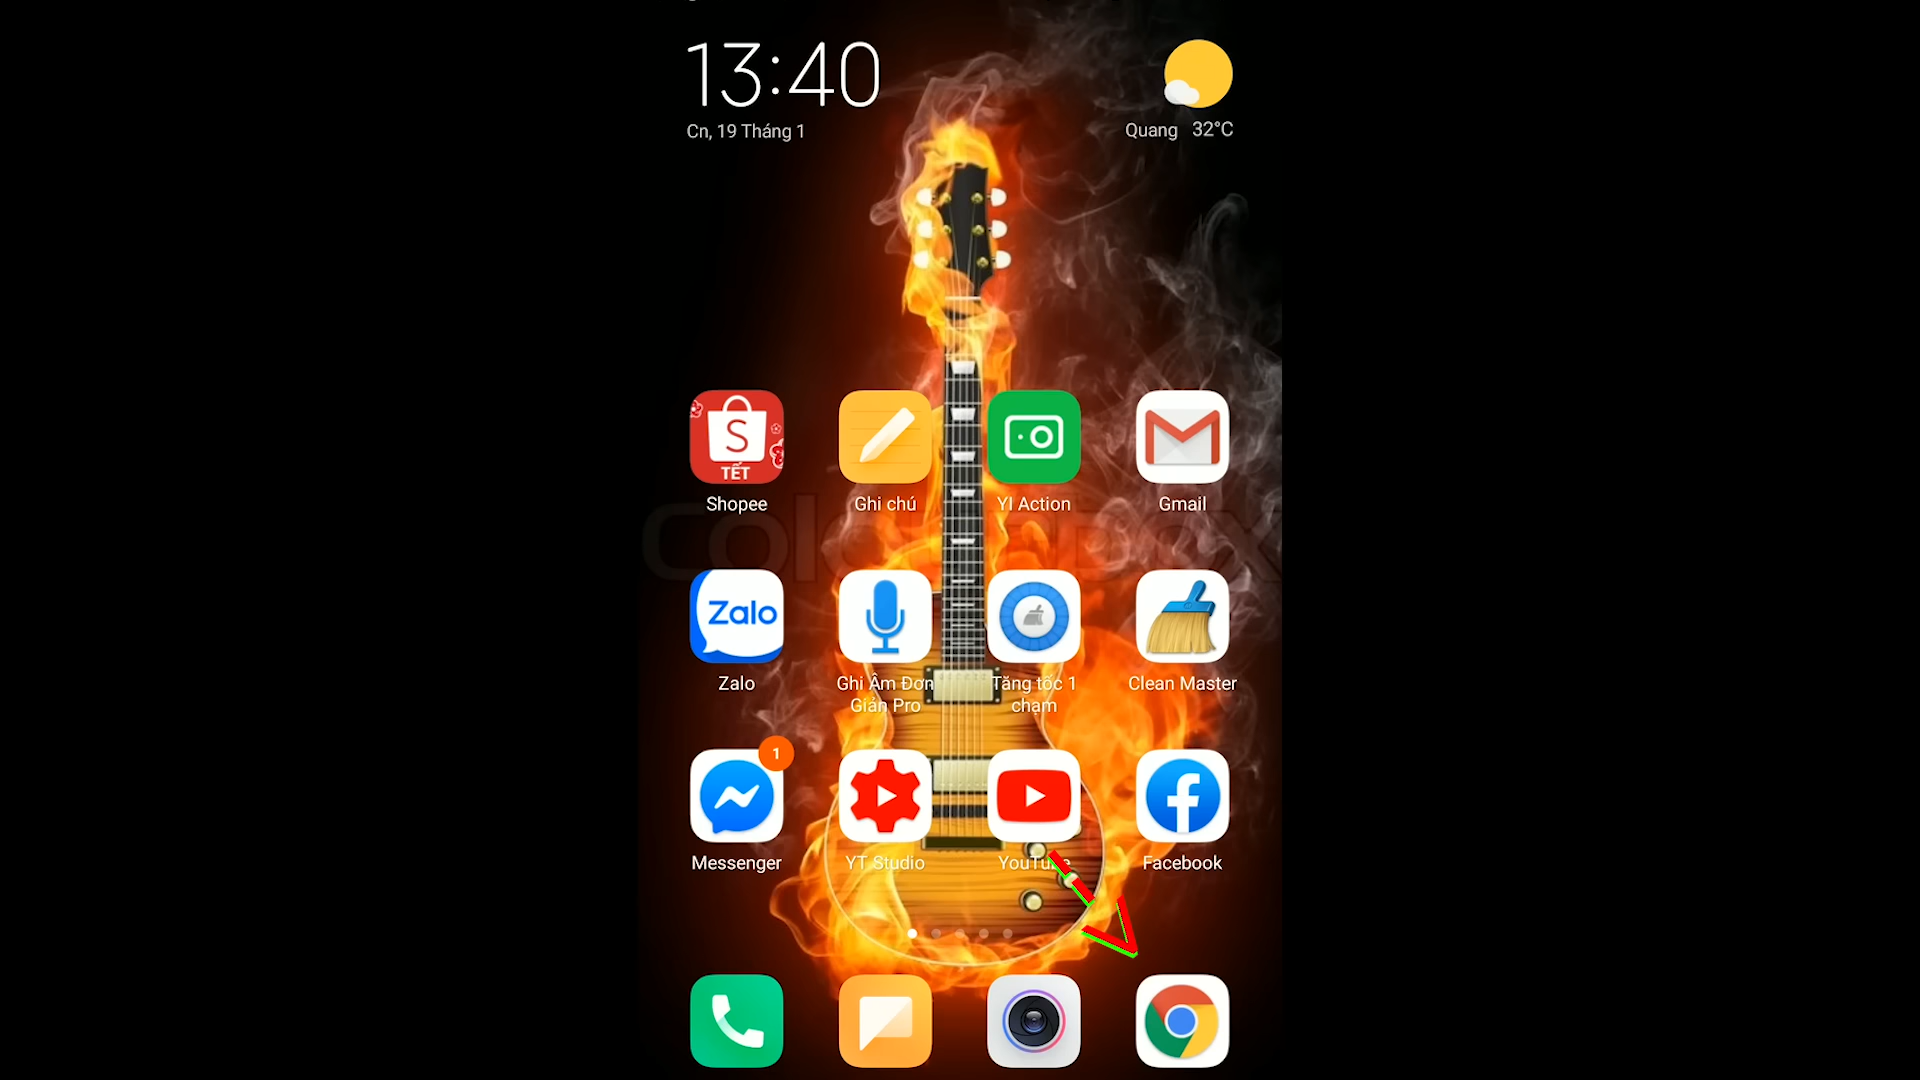 13:40
Cn, 19 Tháng 1
Quang 32°C
S
TẾT
Shopee
Ghi chú
YI Action
Gmail
Zalo
Zalo
Ghi Âm Đơn
Giản Pro
Tăng tốc 1
chạm
Clean Master
1
Messenger
YT Studio
YouTube
Facebook